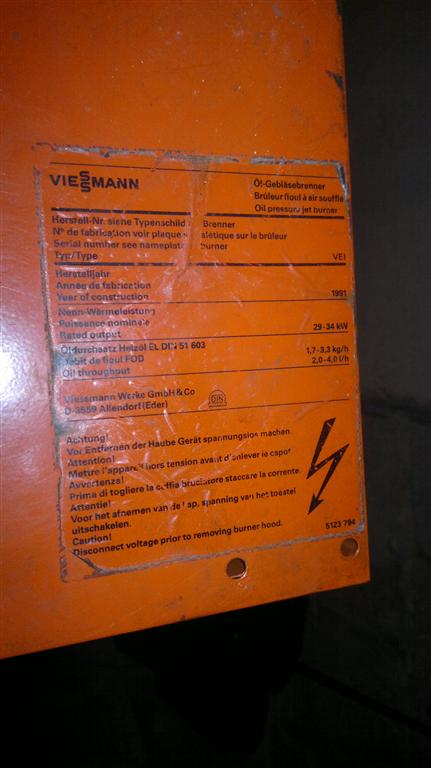 VIESSMANN
Öl-Gebläsebrenner
Brûleur fioul à air soufflé
Oil pressure jet burner
Herstell-Nr. siehe Typenschild Brenner
N° de fabrication voir plaque signalétique sur le brûleur
Serial number see nameplate burner
Typ/Type VEI
Herstelljahr
Année de fabrication
Year of construction 1991
Nenn-Wärmeleistung
Puissance nominale
Rated output 29-34 kW
Öldurchsatz Heizöl EL DIN 51 603 1,7-3,3 kg/h
Débit de fioul FOD 2,0-4,0 l/h
Oil throughput
Viessmann Werke GmbH & Co
D-3559 Allendorf (Eder)
DIN
Achtung!
Vor Entfernen der Haube Gerät spannungslos machen.
Attention!
Meture l'appareil hors tension avant d'enlever le capot
Avvertenza!
Prima di togliere la cuffia bruciatore staccare la corrente.
Attentie!
Voor het afnemen van de kap, spanning van het toestel
uitschakelen.
Caution!
Disconnect voltage prior to removing burner hood.
5123 794